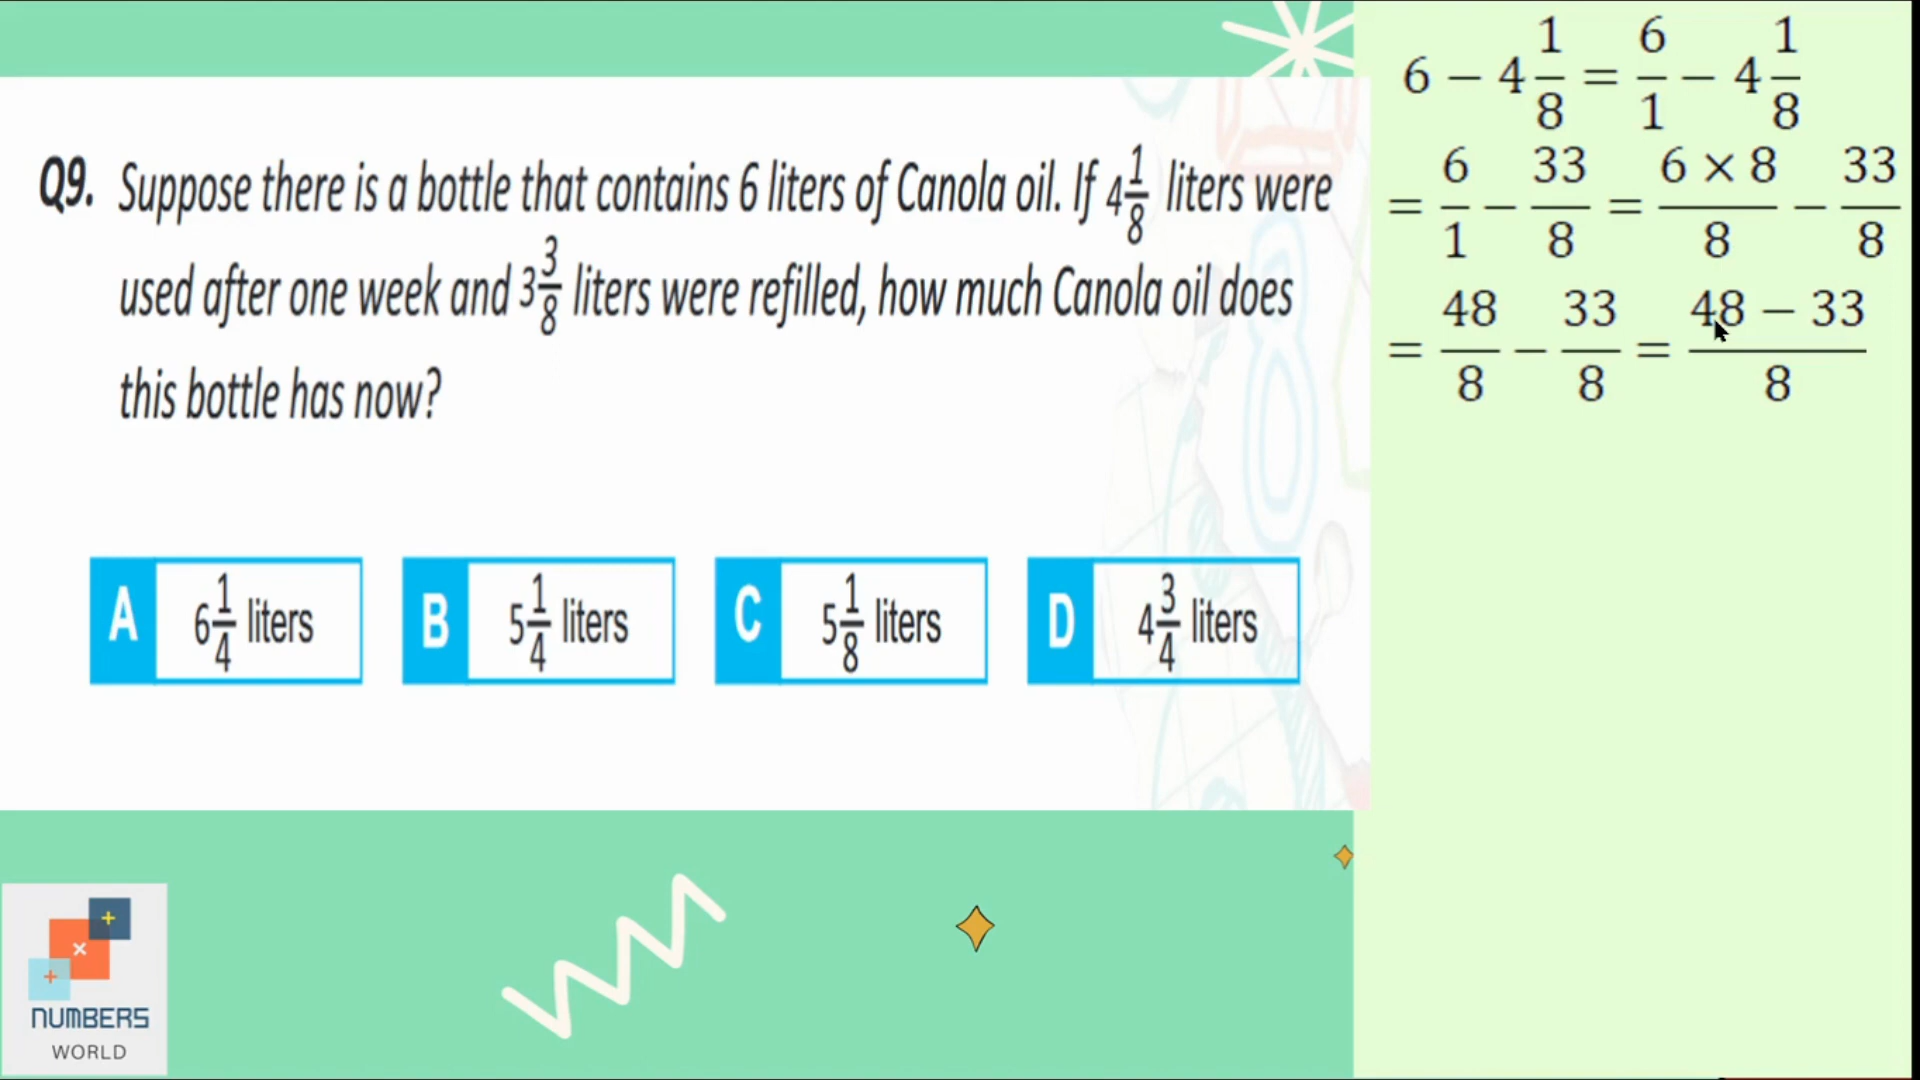 Q9. Suppose there is a bottle that contains 6 liters of Canola oil. If 4 1/8 liters were
used after one week and 3 3/8 liters were refilled, how much Canola oil does
this bottle has now?
A 6 1/4 liters
B 5 1/4 liters
C 5 1/8 liters
D 4 3/4 liters
6 − 4 1/8 = 6/1 − 4 1/8
= 6/1 − 33/8 = 6 × 8/8 − 33/8
= 48/8 − 33/8 = 48 − 33/8
NUMBERS
WORLD